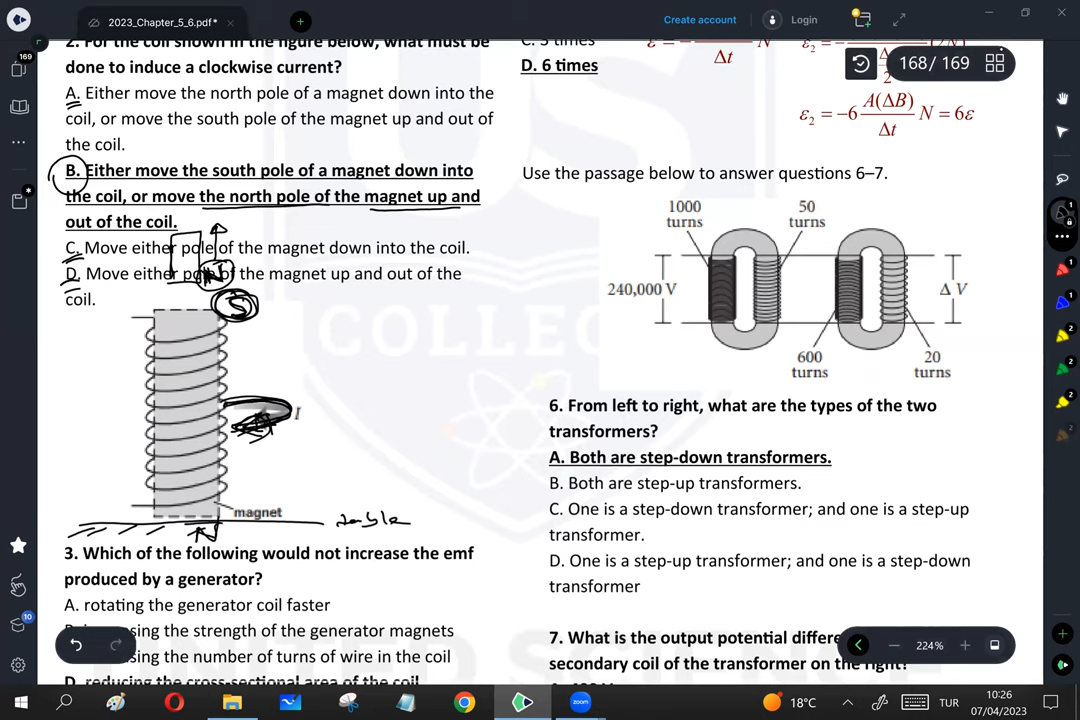 2023_Chapter_5_6.pdf*
Create account
Login
169
168/ 169
2. For the coil shown in the figure below, what must be
done to induce a clockwise current?
A. Either move the north pole of a magnet down into the
coil, or move the south pole of the magnet up and out of
the coil.
B. Either move the south pole of a magnet down into
the coil, or move the north pole of the magnet up and
out of the coil.
C. Move either pole of the magnet down into the coil.
D. Move either pole of the magnet up and out of the
coil.
N
S
I
magnet
N
table
3. Which of the following would not increase the emf
produced by a generator?
A. rotating the generator coil faster
sing the strength of the generator magnets
sing the number of turns of wire in the coil
D. reducing the cross-sectional area of the coil
D. 6 times
Δt
2
ε₂ = −6 A(ΔB)/Δt N = 6ε
Use the passage below to answer questions 6–7.
1000 turns
50 turns
240,000 V
Δ V
600 turns
20 turns
6. From left to right, what are the types of the two
transformers?
A. Both are step-down transformers.
B. Both are step-up transformers.
C. One is a step-down transformer; and one is a step-up
transformer.
D. One is a step-up transformer; and one is a step-down
transformer
7. What is the output potential differe
secondary coil of the transformer on the right?
US
COLLEGE
224%
10
18°C
TUR
10:26
07/04/2023
zoom